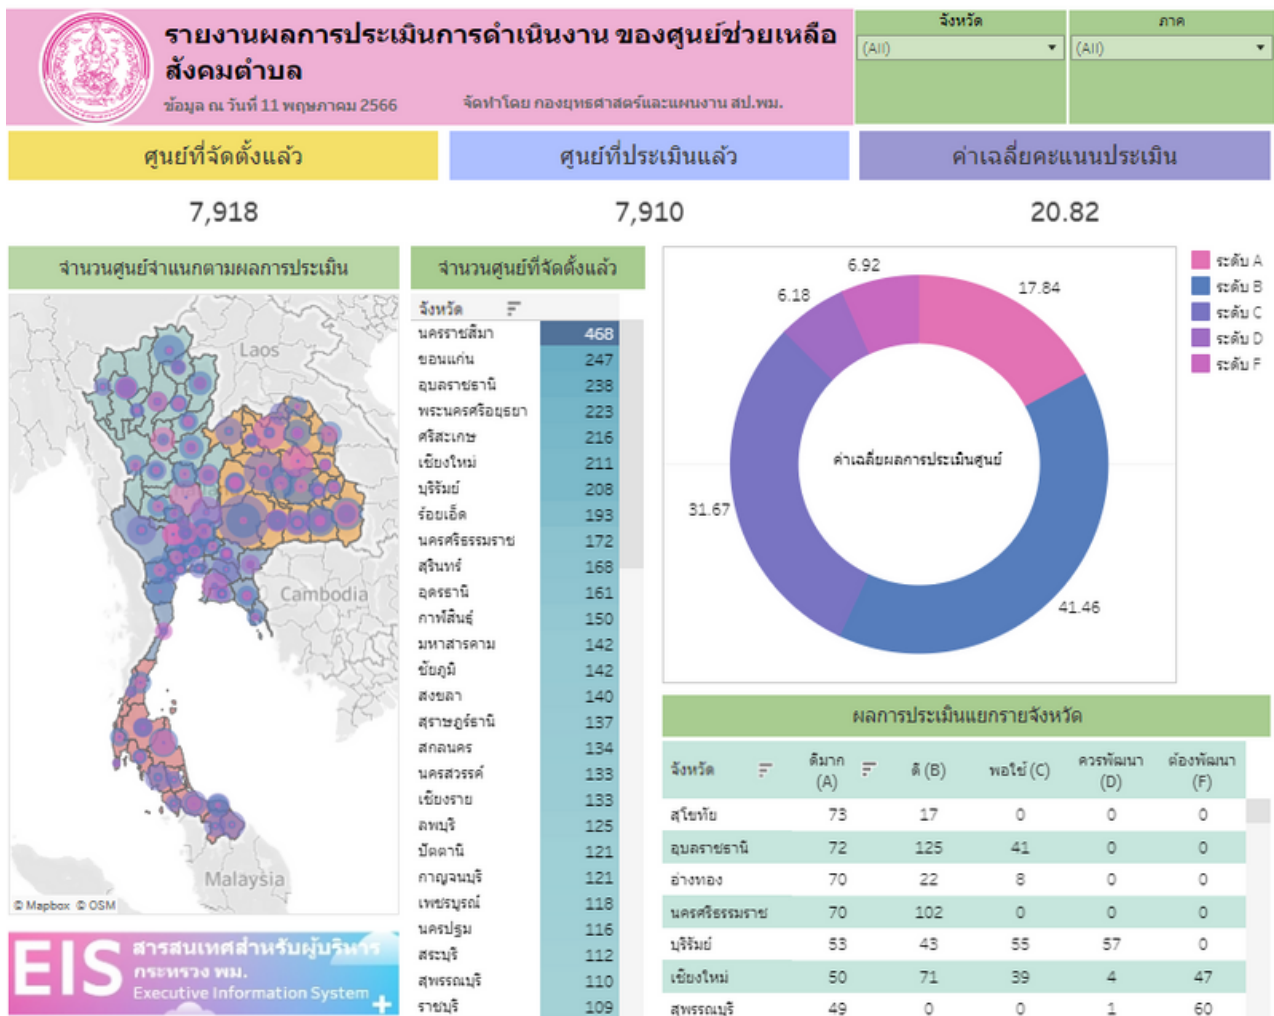 รายงานผลการประเมินการดำเนินงาน ของศูนย์ช่วยเหลือ
สังคมตำบล
ข้อมูล ณ วันที่ 11 พฤษภาคม 2566 จัดทำโดย กองยุทธศาสตร์และแผนงาน สป.พม.
จังหวัด ภาค
(All) (All)
ศูนย์ที่จัดตั้งแล้ว ศูนย์ที่ประเมินแล้ว ค่าเฉลี่ยคะแนนประเมิน
7,918 7,910 20.82
จำนวนศูนย์จำแนกตามผลการประเมิน
Laos
Cambodia
Malaysia
© Mapbox © OSM
EIS
สารสนเทศสำหรับผู้บริหาร
กระทรวง พม.
Executive Information System
จำนวนศูนย์ที่จัดตั้งแล้ว
จังหวัด
นครราชสีมา 468
ขอนแก่น 247
อุบลราชธานี 238
พระนครศรีอยุธยา 223
ศรีสะเกษ 216
เชียงใหม่ 211
บุรีรัมย์ 208
ร้อยเอ็ด 193
นครศรีธรรมราช 172
สุรินทร์ 168
อุดรธานี 161
กาฬสินธุ์ 150
มหาสารคาม 142
ชัยภูมิ 142
สงขลา 140
สุราษฎร์ธานี 137
สกลนคร 134
นครสวรรค์ 133
เชียงราย 133
ลพบุรี 125
ปัตตานี 121
กาญจนบุรี 121
เพชรบูรณ์ 118
นครปฐม 116
สระบุรี 112
สุพรรณบุรี 110
ราชบุรี 109
6.92
17.84
6.18
31.67
41.46
ค่าเฉลี่ยผลการประเมินศูนย์
ระดับ A
ระดับ B
ระดับ C
ระดับ D
ระดับ F
ผลการประเมินแยกรายจังหวัด
จังหวัด ดีมาก (A) ดี (B) พอใช้ (C) ควรพัฒนา (D) ต้องพัฒนา (F)
สุโขทัย 73 17 0 0 0
อุบลราชธานี 72 125 41 0 0
อ่างทอง 70 22 8 0 0
นครศรีธรรมราช 70 102 0 0 0
บุรีรัมย์ 53 43 55 57 0
เชียงใหม่ 50 71 39 4 47
สุพรรณบุรี 49 0 0 1 60